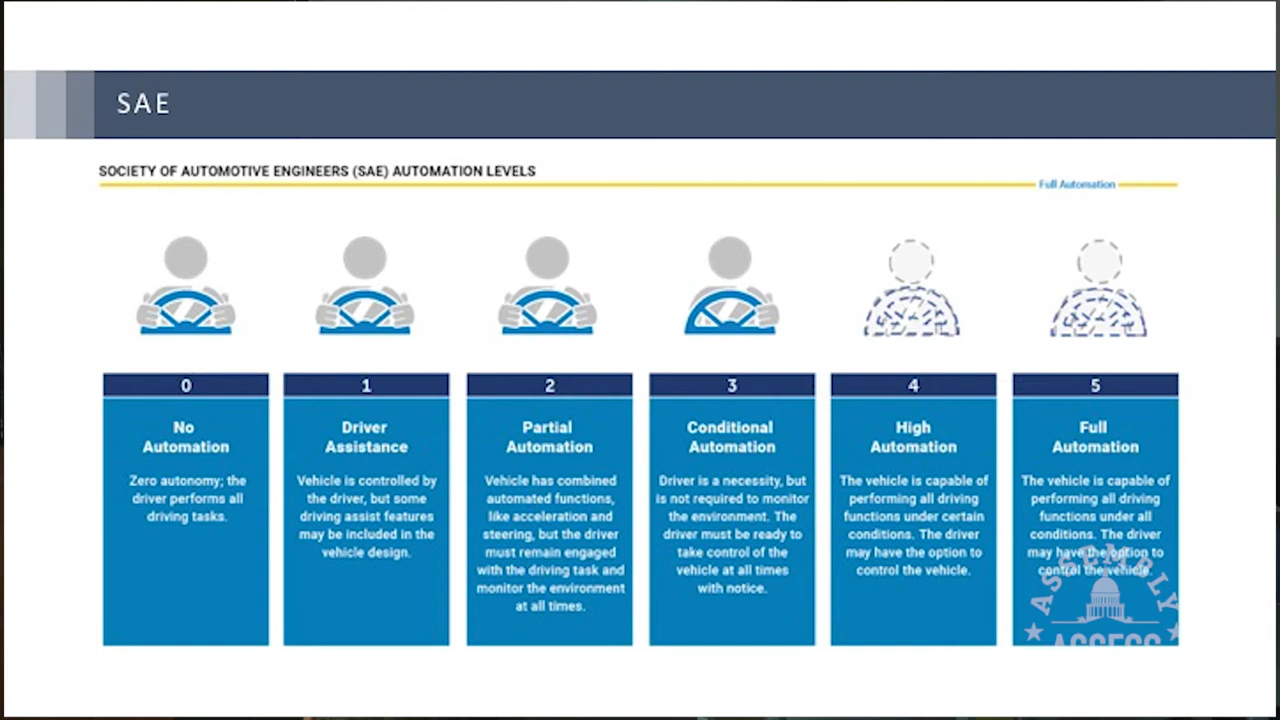 SAE
SOCIETY OF AUTOMOTIVE ENGINEERS (SAE) AUTOMATION LEVELS
Full Automation
0
No
Automation
Zero autonomy; the
driver performs all
driving tasks.
1
Driver
Assistance
Vehicle is controlled by
the driver, but some
driving assist features
may be included in the
vehicle design.
2
Partial
Automation
Vehicle has combined
automated functions,
like acceleration and
steering, but the driver
must remain engaged
with the driving task and
monitor the environment
at all times.
3
Conditional
Automation
Driver is a necessity, but
is not required to monitor
the environment. The
driver must be ready to
take control of the
vehicle at all times
with notice.
4
High
Automation
The vehicle is capable of
performing all driving
functions under certain
conditions. The driver
may have the option to
control the vehicle.
5
Full
Automation
The vehicle is capable of
performing all driving
functions under all
conditions. The driver
may have the option to
control the vehicle.
ASSEMBLY
ACCESS